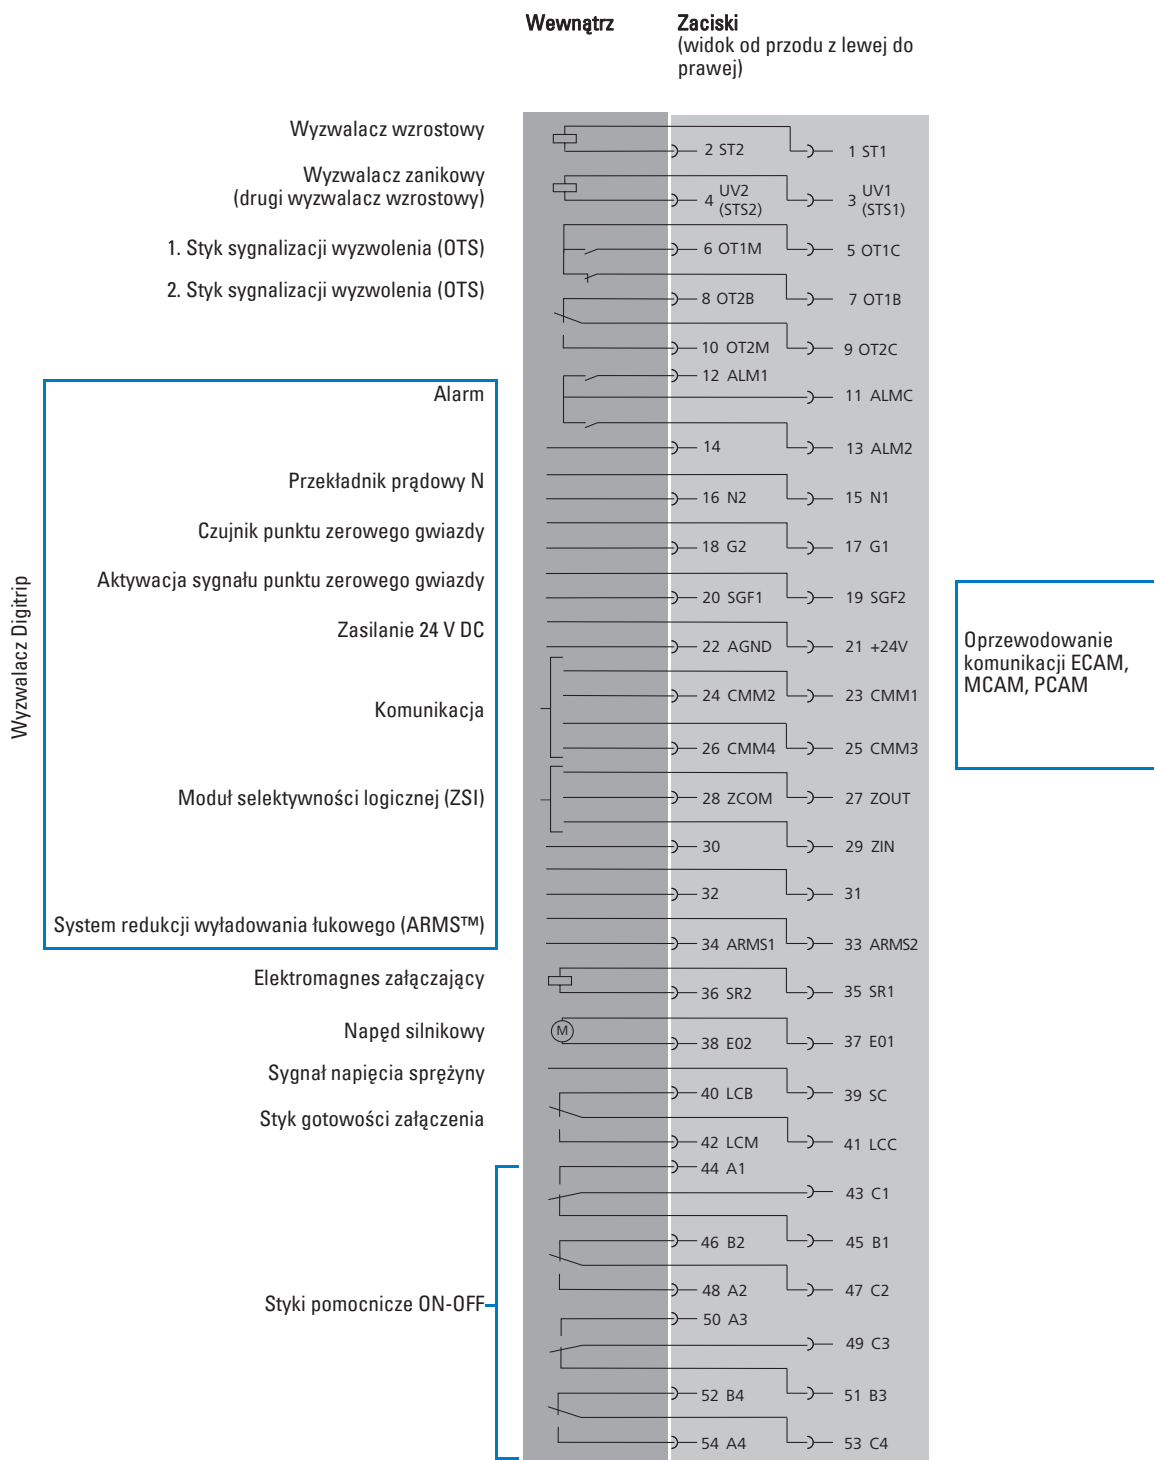 Wewnątrz
Zaciski
(widok od przodu z lewej do
prawej)
Wyzwalacz wzrostowy
2 ST2
1 ST1
Wyzwalacz zanikowy
(drugi wyzwalacz wzrostowy)
4 UV2
(STS2)
3 UV1
(STS1)
1. Styk sygnalizacji wyzwolenia (OTS)
6 OT1M
5 OT1C
2. Styk sygnalizacji wyzwolenia (OTS)
8 OT2B
7 OT1B
10 OT2M
9 OT2C
Wyzwalacz Digitrip
Alarm
12 ALM1
11 ALMC
14
13 ALM2
Przekładnik prądowy N
16 N2
15 N1
Czujnik punktu zerowego gwiazdy
18 G2
17 G1
Aktywacja sygnału punktu zerowego gwiazdy
20 SGF1
19 SGF2
Zasilanie 24 V DC
22 AGND
21 +24V
Komunikacja
24 CMM2
23 CMM1
26 CMM4
25 CMM3
Oprzewodowanie
komunikacji ECAM,
MCAM, PCAM
Moduł selektywności logicznej (ZSI)
28 ZCOM
27 ZOUT
30
29 ZIN
32
31
System redukcji wyładowania łukowego (ARMS™)
34 ARMS1
33 ARMS2
Elektromagnes załączający
36 SR2
35 SR1
Napęd silnikowy
M
38 E02
37 E01
Sygnał napięcia sprężyny
40 LCB
39 SC
Styk gotowości załączenia
42 LCM
41 LCC
44 A1
43 C1
46 B2
45 B1
Styki pomocnicze ON-OFF
48 A2
47 C2
50 A3
49 C3
52 B4
51 B3
54 A4
53 C4